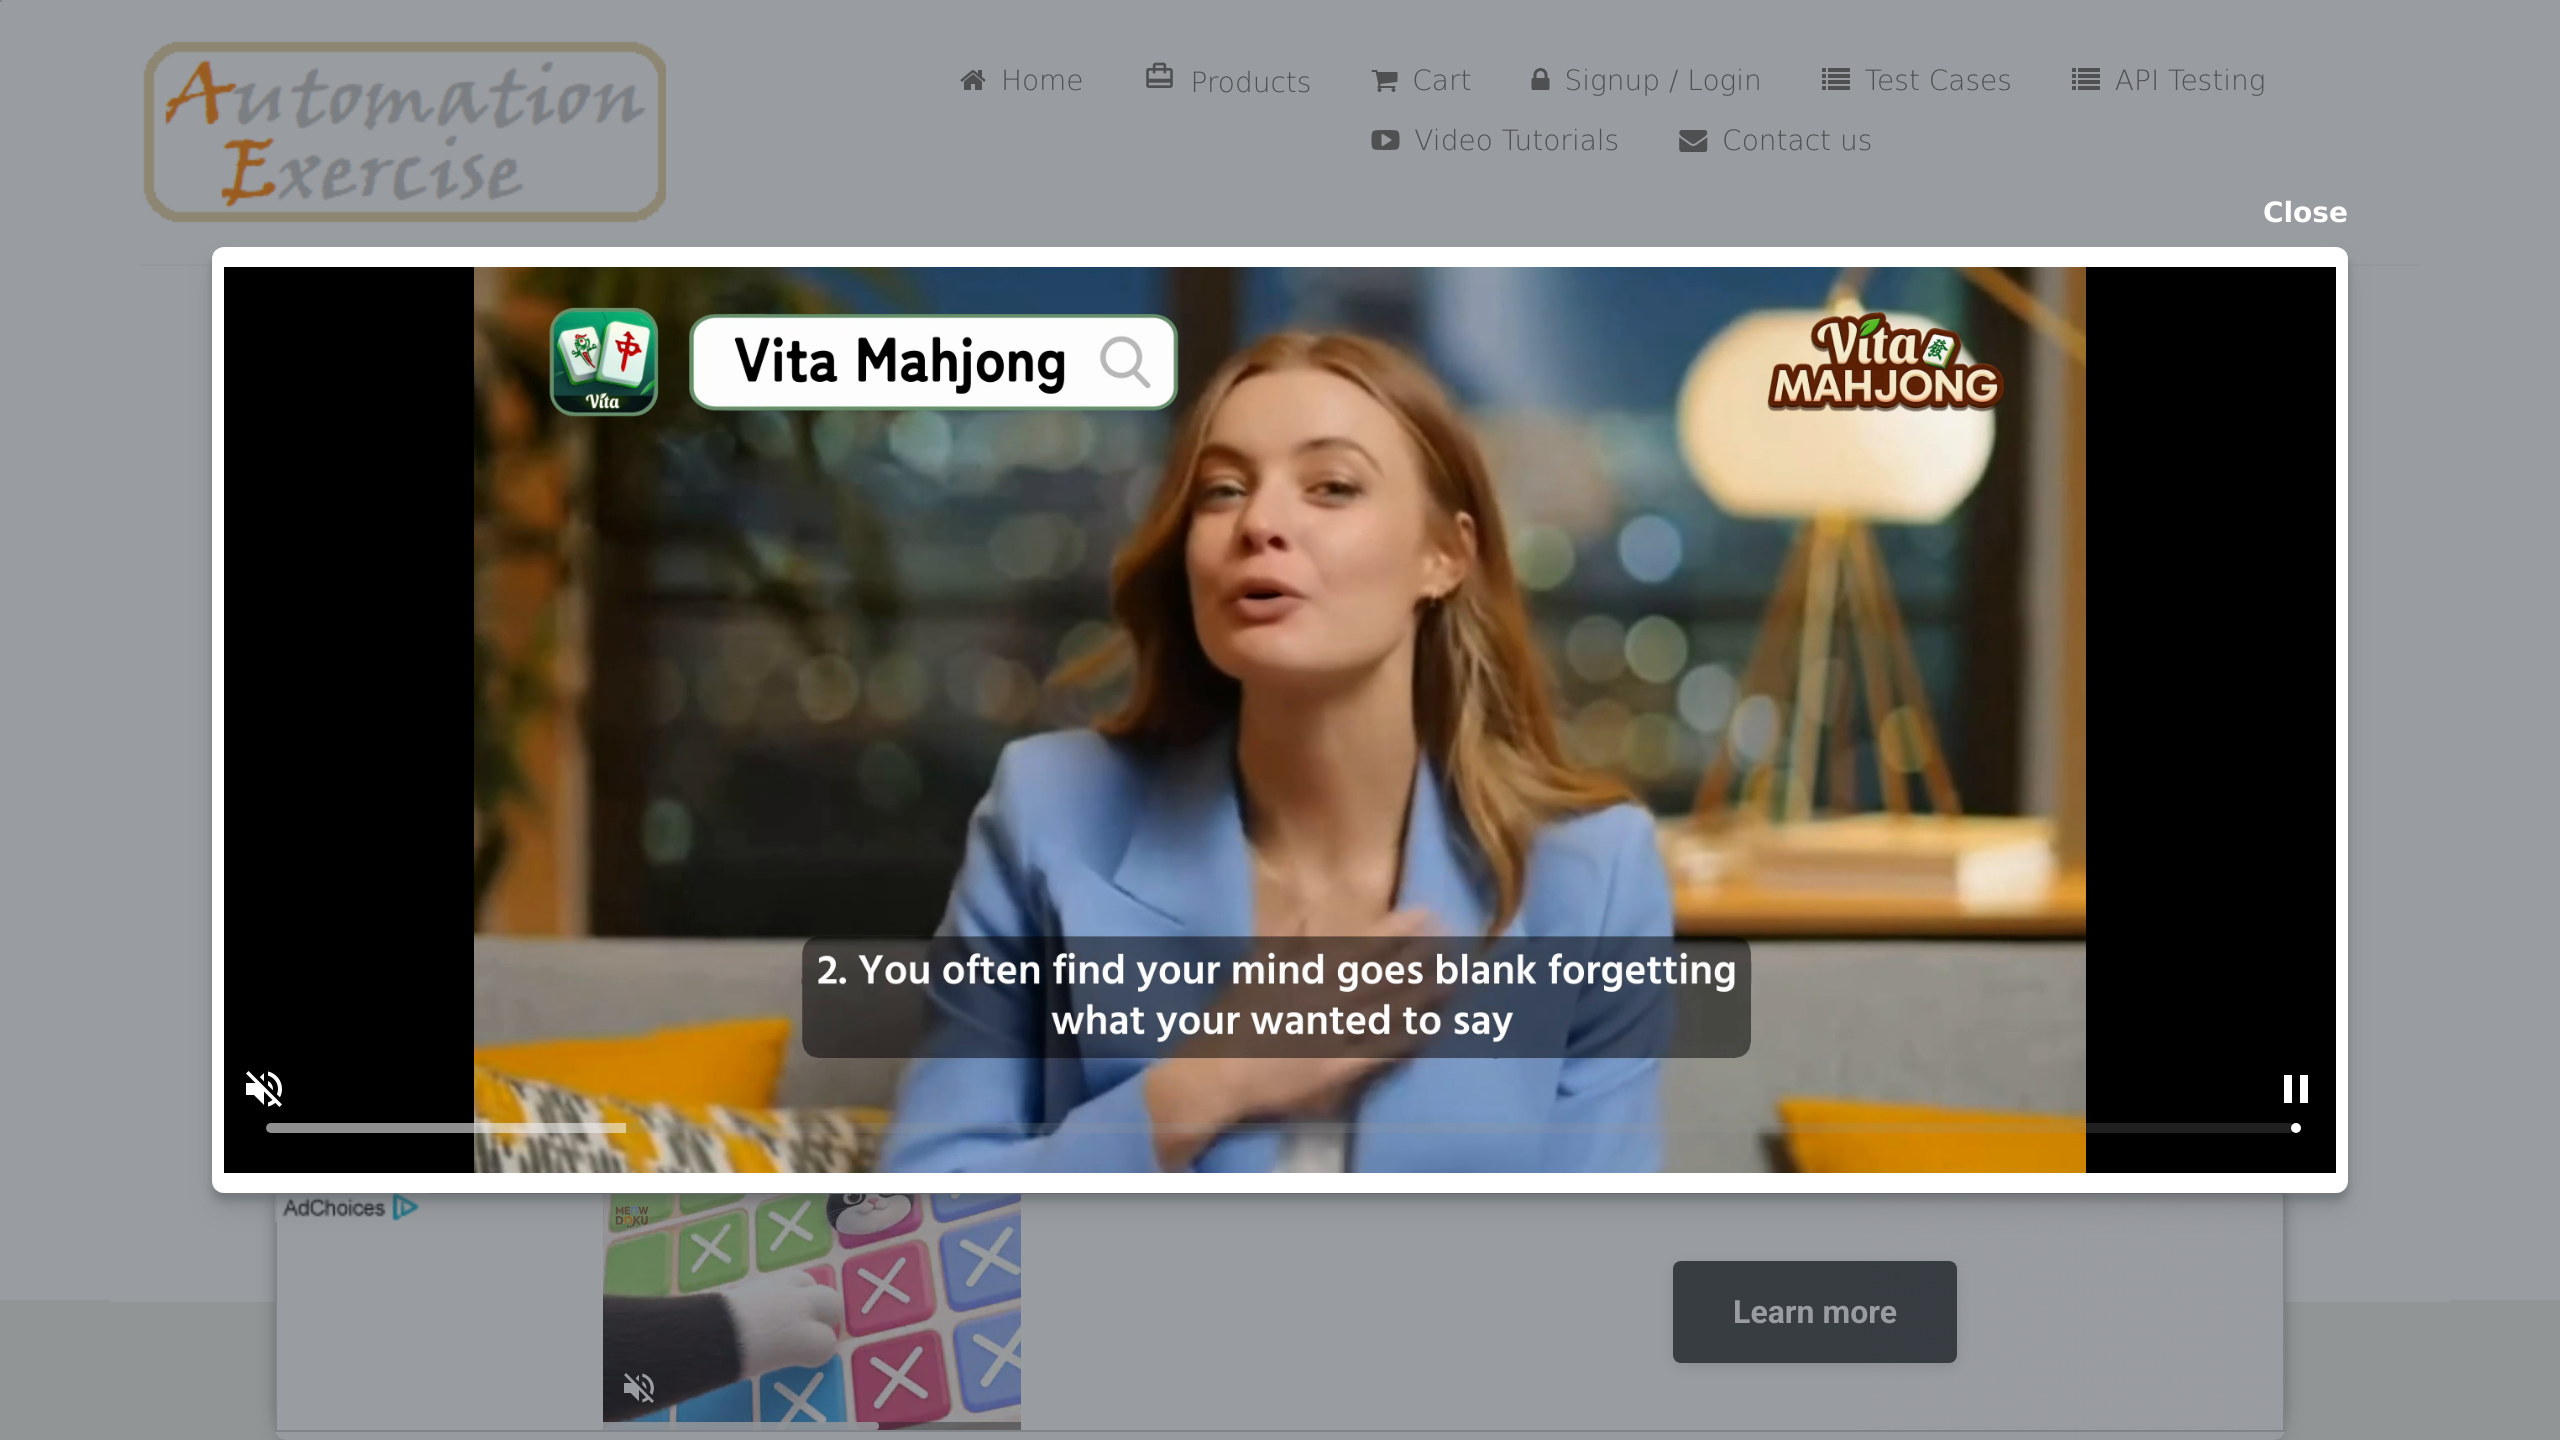 Automation
Exercise
Home
Products
Cart
Signup / Login
Test Cases
API Testing
Video Tutorials
Contact us
Close
Vita
Vita Mahjong
Vita
MAHJONG
2. You often find your mind goes blank forgetting
what your wanted to say
AdChoices
MEOW
DOKU
Learn more